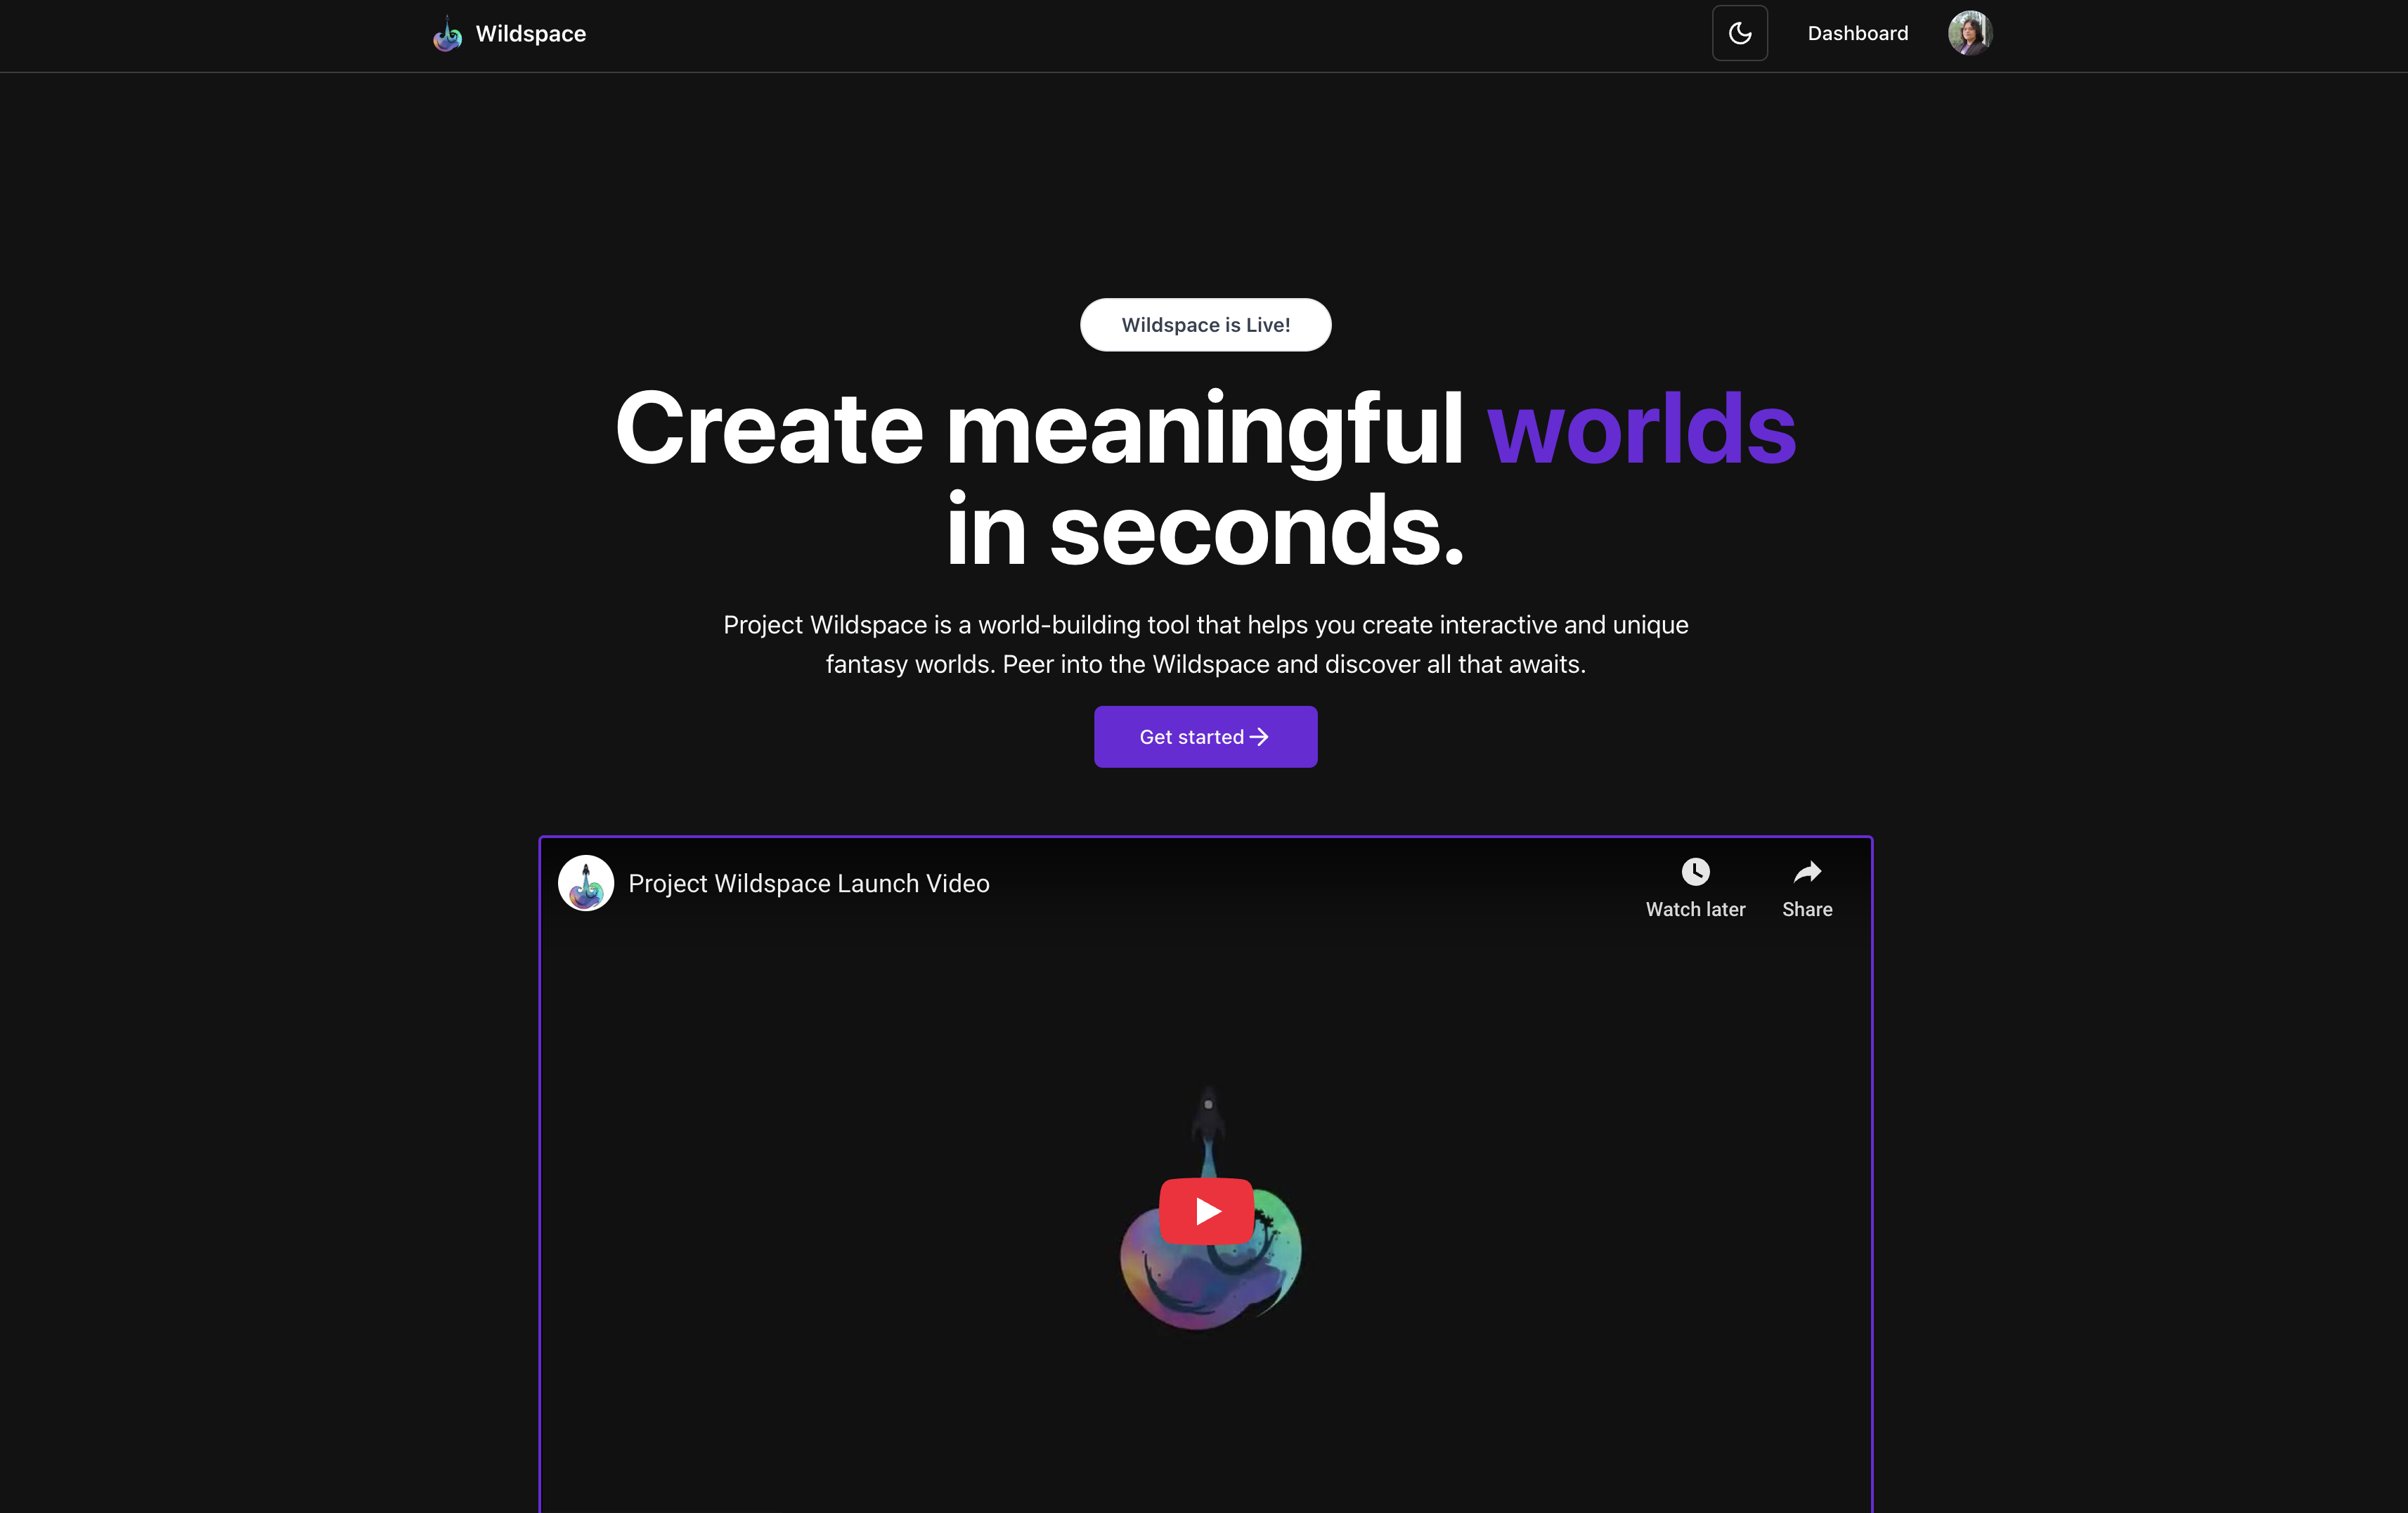 Wildspace
Dashboard
Wildspace is Live!
Create meaningful worlds
in seconds.
Project Wildspace is a world-building tool that helps you create interactive and unique
fantasy worlds. Peer into the Wildspace and discover all that awaits.
Get started
Project Wildspace Launch Video
Watch later
Share